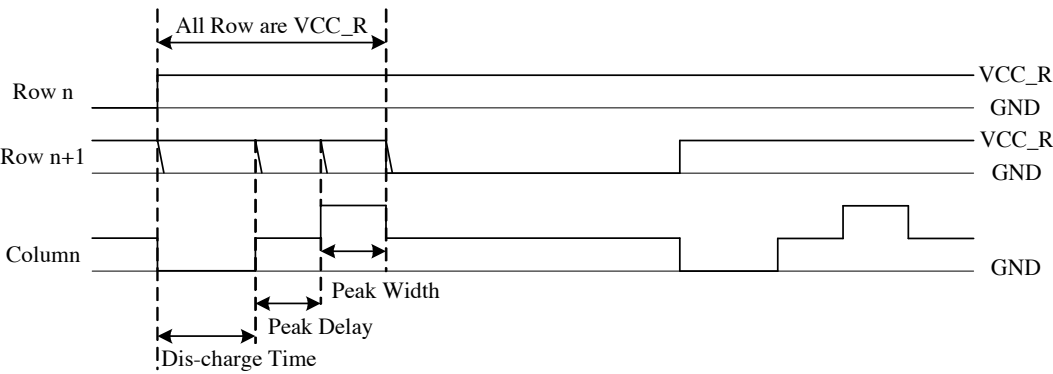 All Row are VCC_R
Row n
VCC_R
GND
Row n+1
VCC_R
GND
Column
GND
Peak Width
Peak Delay
Dis-charge Time